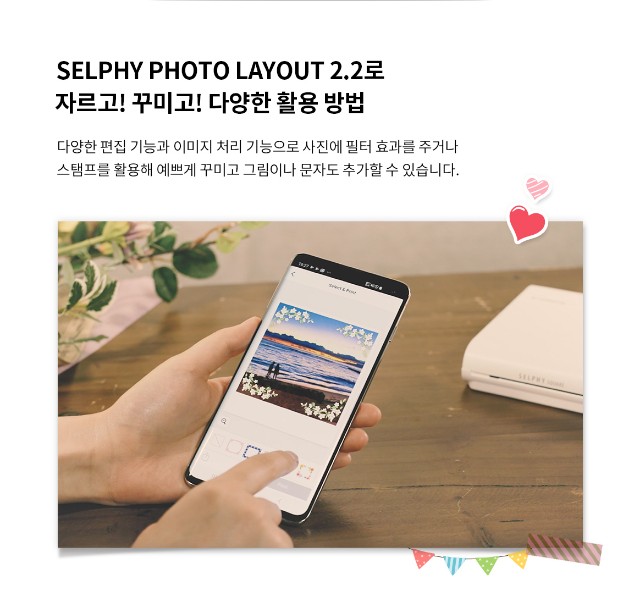 SELPHY PHOTO LAYOUT 2.2로
자르고! 꾸미고! 다양한 활용 방법
다양한 편집 기능과 이미지 처리 기능으로 사진에 필터 효과를 주거나
스탬프를 활용해 예쁘게 꾸미고 그림이나 문자도 추가할 수 있습니다.
Select & Print
SELPHY